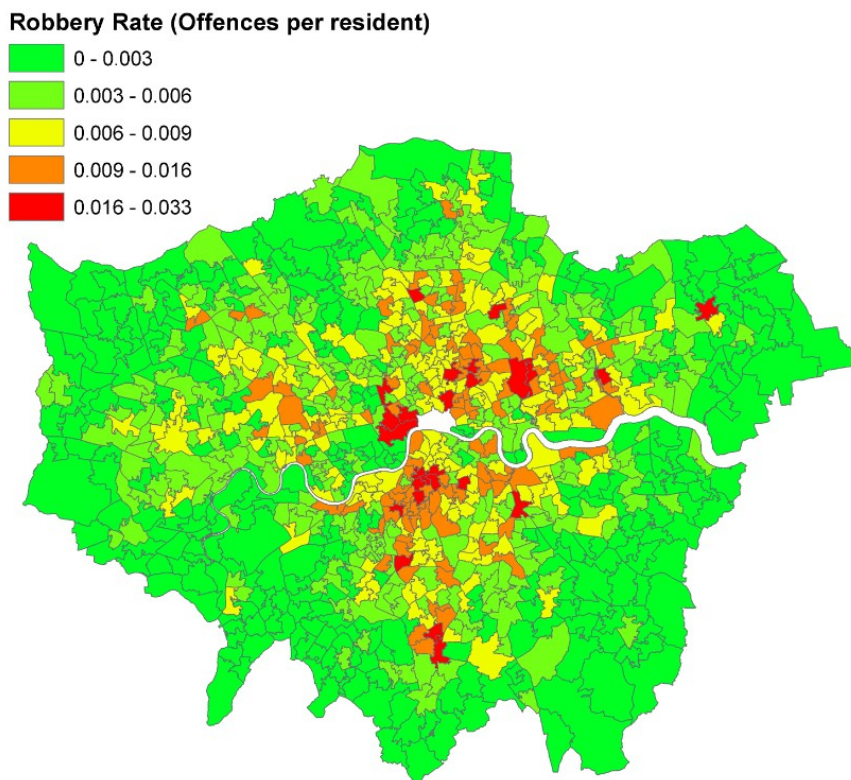 Robbery Rate (Offences per resident)
0 - 0.003
0.003 - 0.006
0.006 - 0.009
0.009 - 0.016
0.016 - 0.033